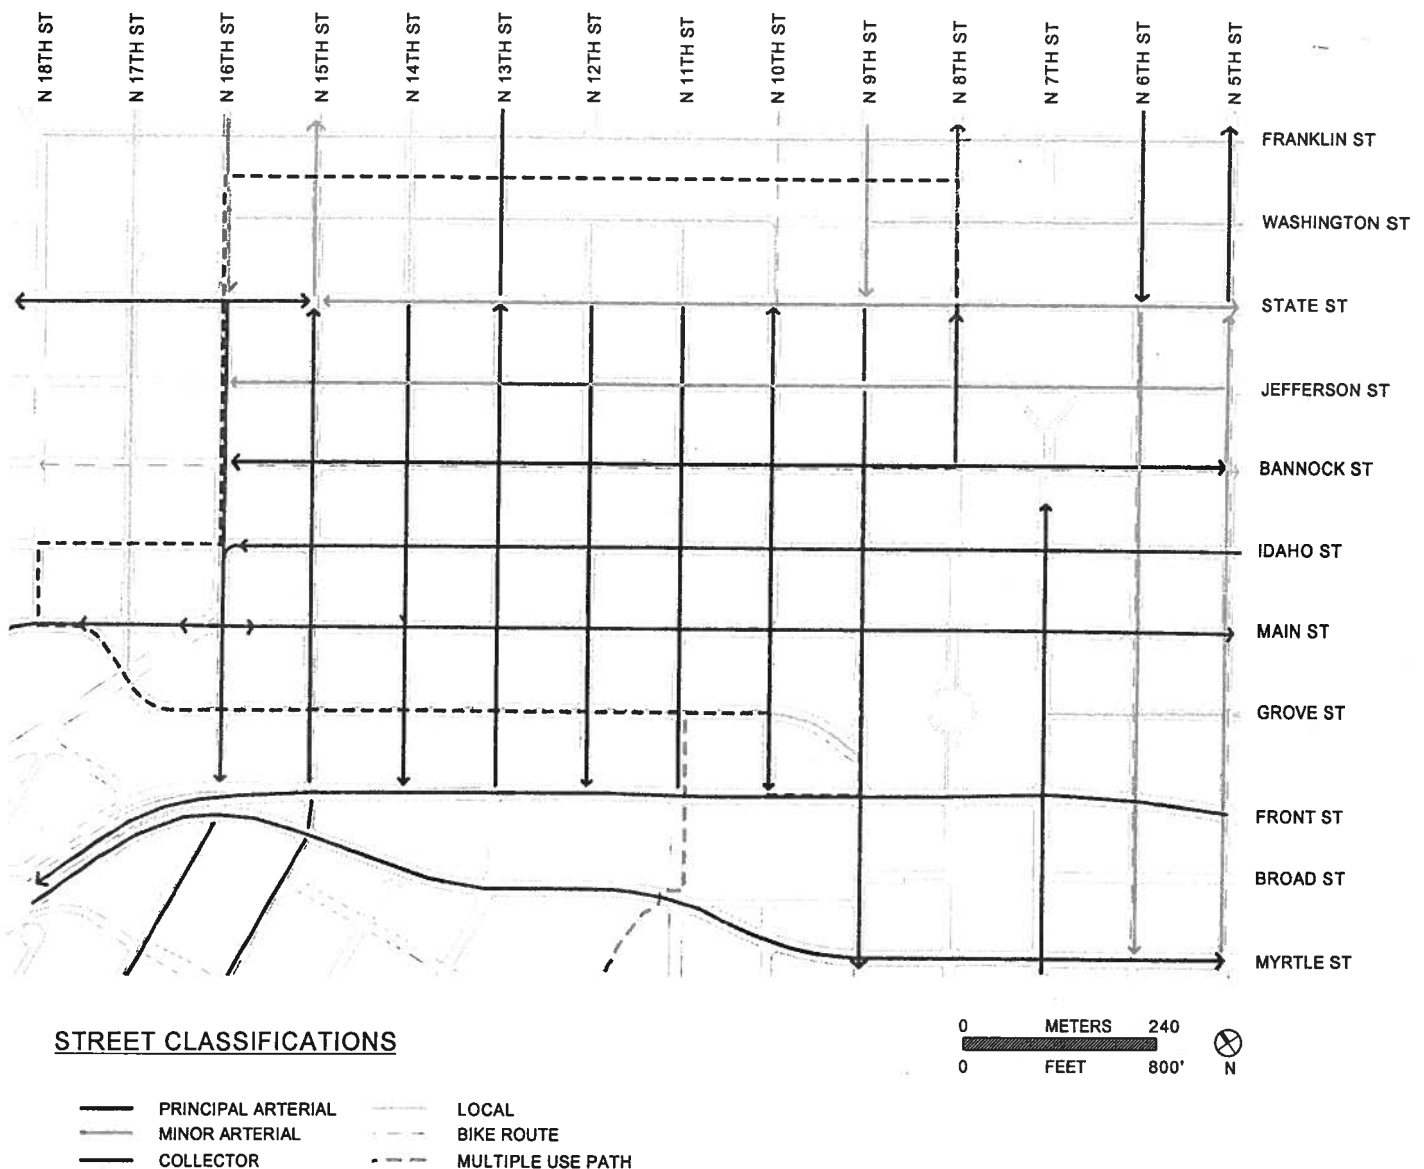 N 18TH ST
N 17TH ST
N 16TH ST
N 15TH ST
N 14TH ST
N 13TH ST
N 12TH ST
N 11TH ST
N 10TH ST
N 9TH ST
N 8TH ST
N 7TH ST
N 6TH ST
N 5TH ST
FRANKLIN ST
WASHINGTON ST
STATE ST
JEFFERSON ST
BANNOCK ST
IDAHO ST
MAIN ST
GROVE ST
FRONT ST
BROAD ST
MYRTLE ST
STREET CLASSIFICATIONS
0 METERS 240
0 FEET 800'
N
PRINCIPAL ARTERIAL
MINOR ARTERIAL
COLLECTOR
LOCAL
BIKE ROUTE
MULTIPLE USE PATH